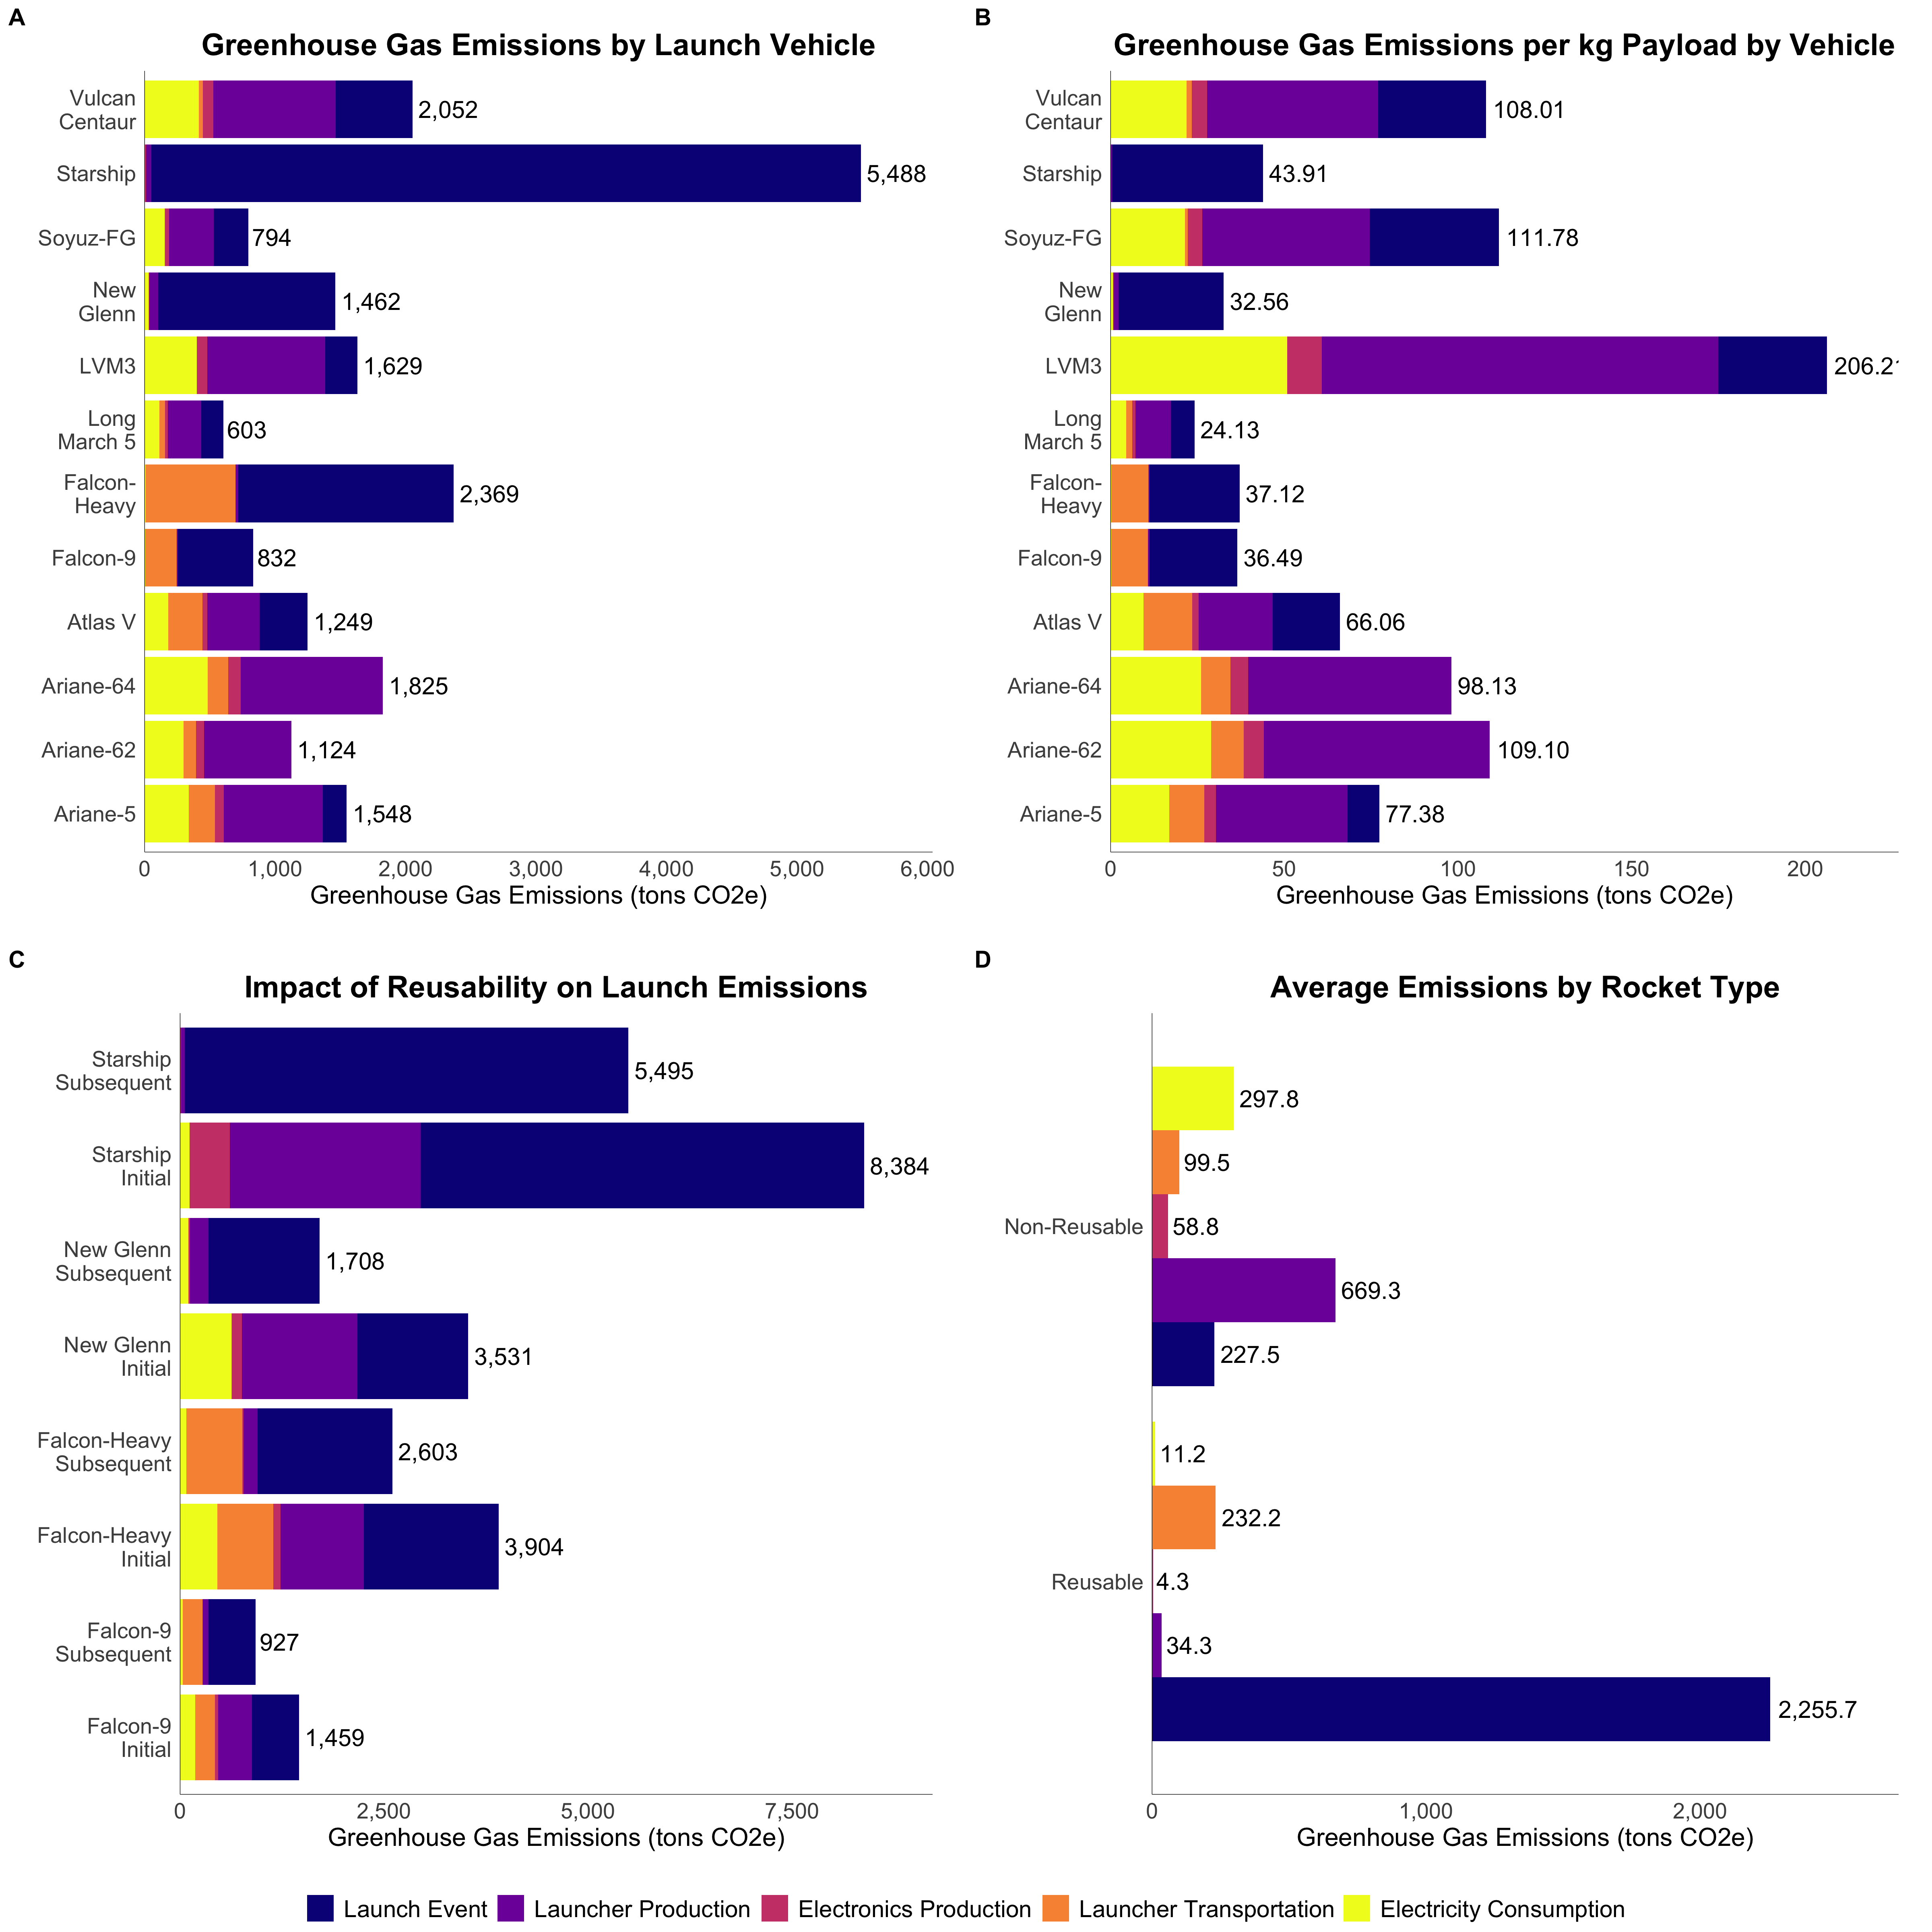 A
Greenhouse Gas Emissions by Launch Vehicle
Vulcan
Centaur
2,052
Starship
5,488
Soyuz-FG
794
New
Glenn
1,462
LVM3
1,629
Long
March 5
603
Falcon-
Heavy
2,369
Falcon-9
832
Atlas V
1,249
Ariane-64
1,825
Ariane-62
1,124
Ariane-5
1,548
0 1,000 2,000 3,000 4,000 5,000 6,000
Greenhouse Gas Emissions (tons CO2e)
B
Greenhouse Gas Emissions per kg Payload by Vehicle
Vulcan
Centaur
108.01
Starship
43.91
Soyuz-FG
111.78
New
Glenn
32.56
LVM3
206.21
Long
March 5
24.13
Falcon-
Heavy
37.12
Falcon-9
36.49
Atlas V
66.06
Ariane-64
98.13
Ariane-62
109.10
Ariane-5
77.38
0 50 100 150 200
Greenhouse Gas Emissions (tons CO2e)
C
Impact of Reusability on Launch Emissions
Starship
Subsequent
5,495
Starship
Initial
8,384
New Glenn
Subsequent
1,708
New Glenn
Initial
3,531
Falcon-Heavy
Subsequent
2,603
Falcon-Heavy
Initial
3,904
Falcon-9
Subsequent
927
Falcon-9
Initial
1,459
0 2,500 5,000 7,500
Greenhouse Gas Emissions (tons CO2e)
D
Average Emissions by Rocket Type
297.8
99.5
Non-Reusable
58.8
669.3
227.5
11.2
232.2
Reusable
4.3
34.3
2,255.7
0 1,000 2,000
Greenhouse Gas Emissions (tons CO2e)
Launch Event Launcher Production Electronics Production Launcher Transportation Electricity Consumption